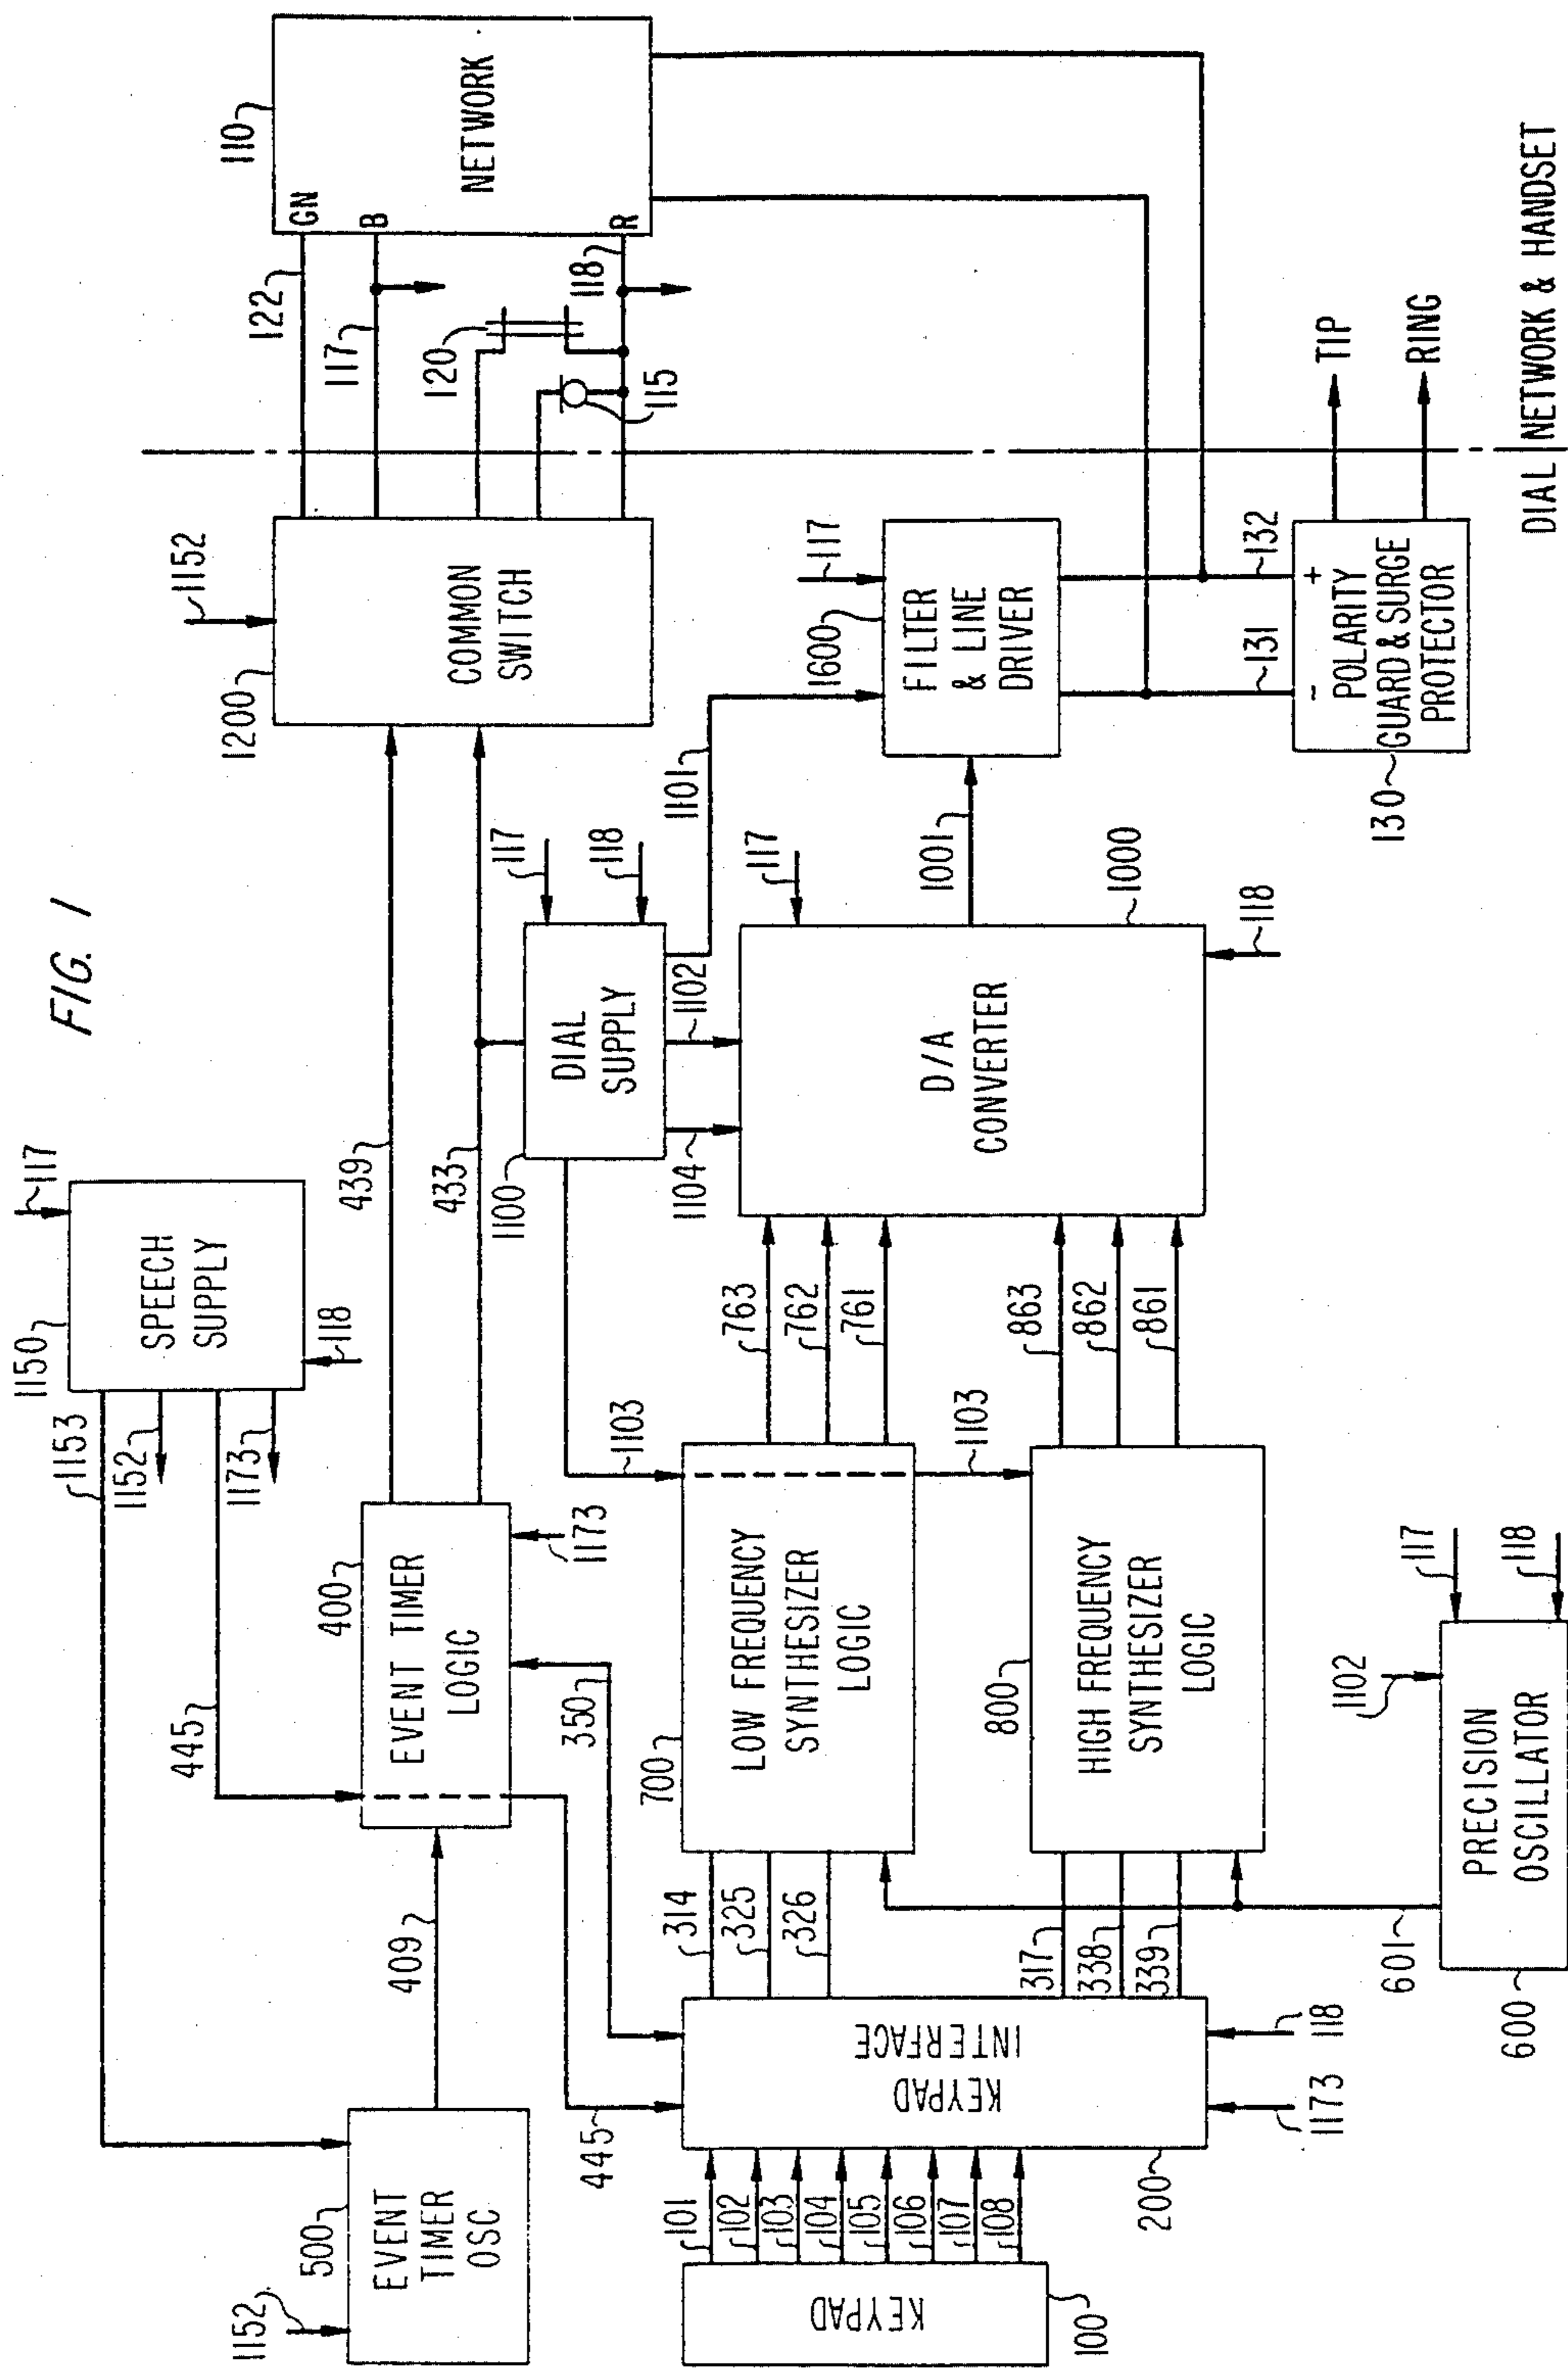 FIG. 1
1152
500
EVENT
TIMER
OSC
409
1153
1152
445
1173
1150
SPEECH
SUPPLY
117
118
400
EVENT TIMER
LOGIC
1173
350
445
439
433
1200
COMMON
SWITCH
1152
122
117
120
115
118
110
GN
B
R
NETWORK
1100
DIAL
SUPPLY
117
118
1104
1102
1101
1103
KEYPAD
100
101
102
103
104
105
106
107
108
KEYPAD
INTERFACE
200
1173
118
314
325
326
317
338
339
700
LOW FREQUENCY
SYNTHESIZER
LOGIC
1103
800
HIGH FREQUENCY
SYNTHESIZER
LOGIC
763
762
761
863
862
861
D/A
CONVERTER
1000
117
118
1001
1600
FILTER
& LINE
DRIVER
117
131
132
- +
POLARITY
GUARD & SURGE
PROTECTOR
130
TIP
RING
601
600
PRECISION
OSCILLATOR
1102
117
118
DIAL NETWORK & HANDSET